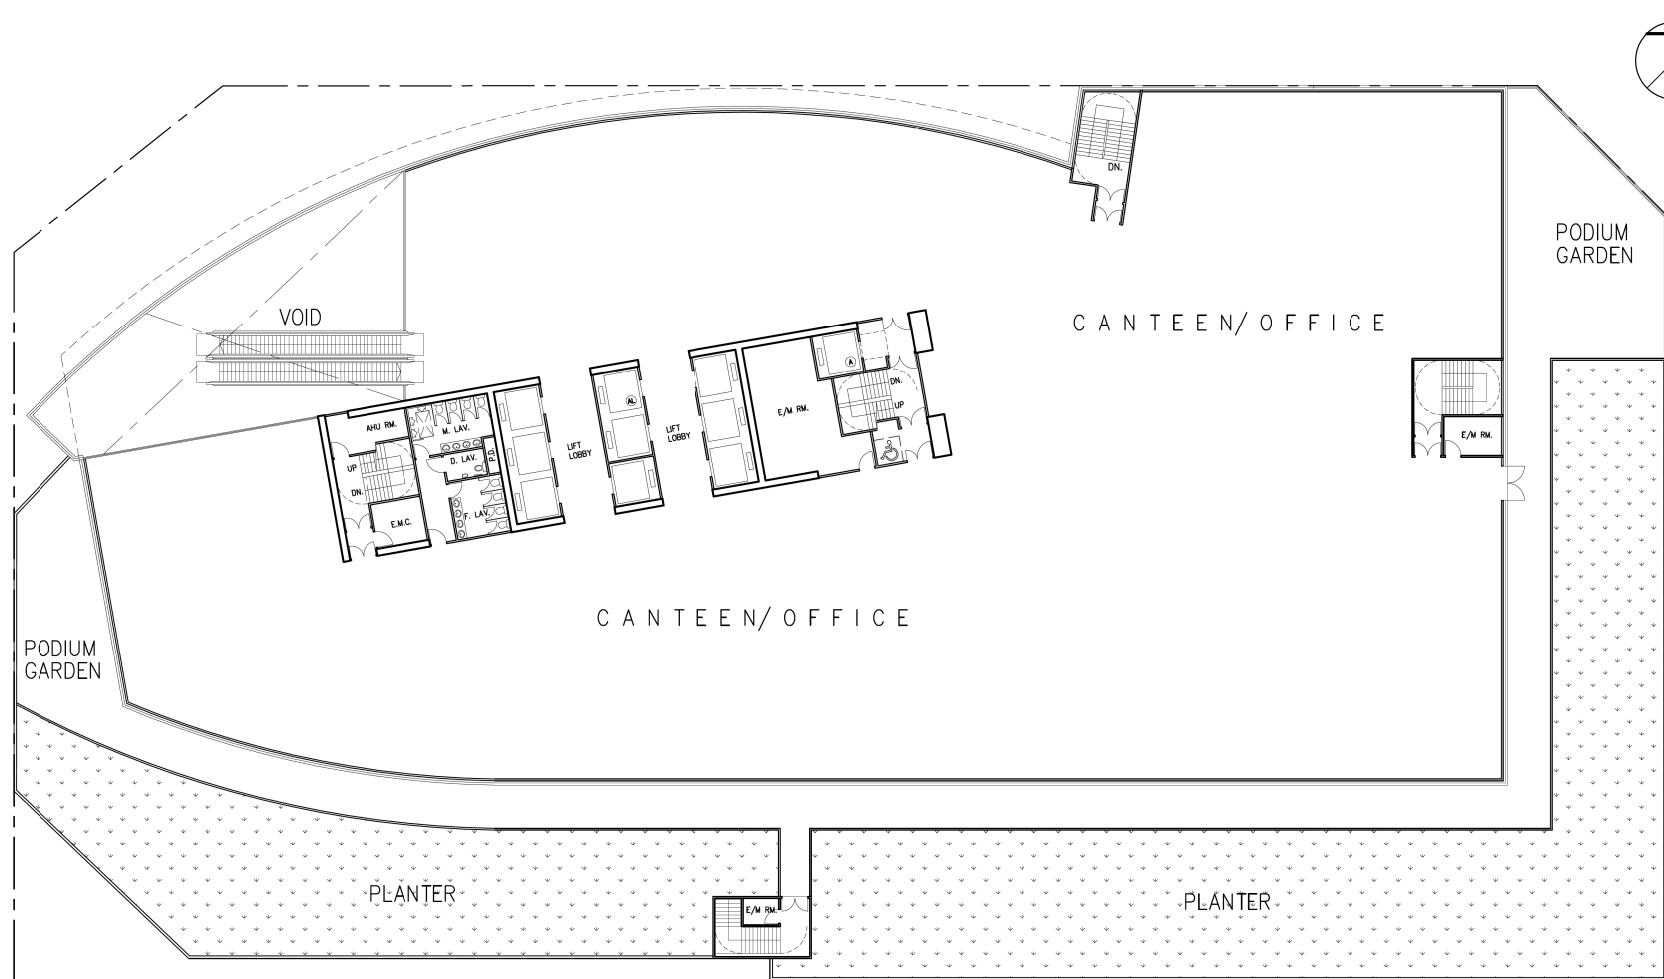 DN.
PODIUM
GARDEN
VOID
CANTEEN/OFFICE
A
DN.
UP
E/M RM.
AL
AHU RM.
M. LAV.
LIFT
LOBBY
LIFT
LOBBY
D. LAV.
P.D.
UP
DN.
E.M.C.
F. LAV.
E/M RM.
CANTEEN/OFFICE
PODIUM
GARDEN
PLANTER
E/M RM.
PLANTER